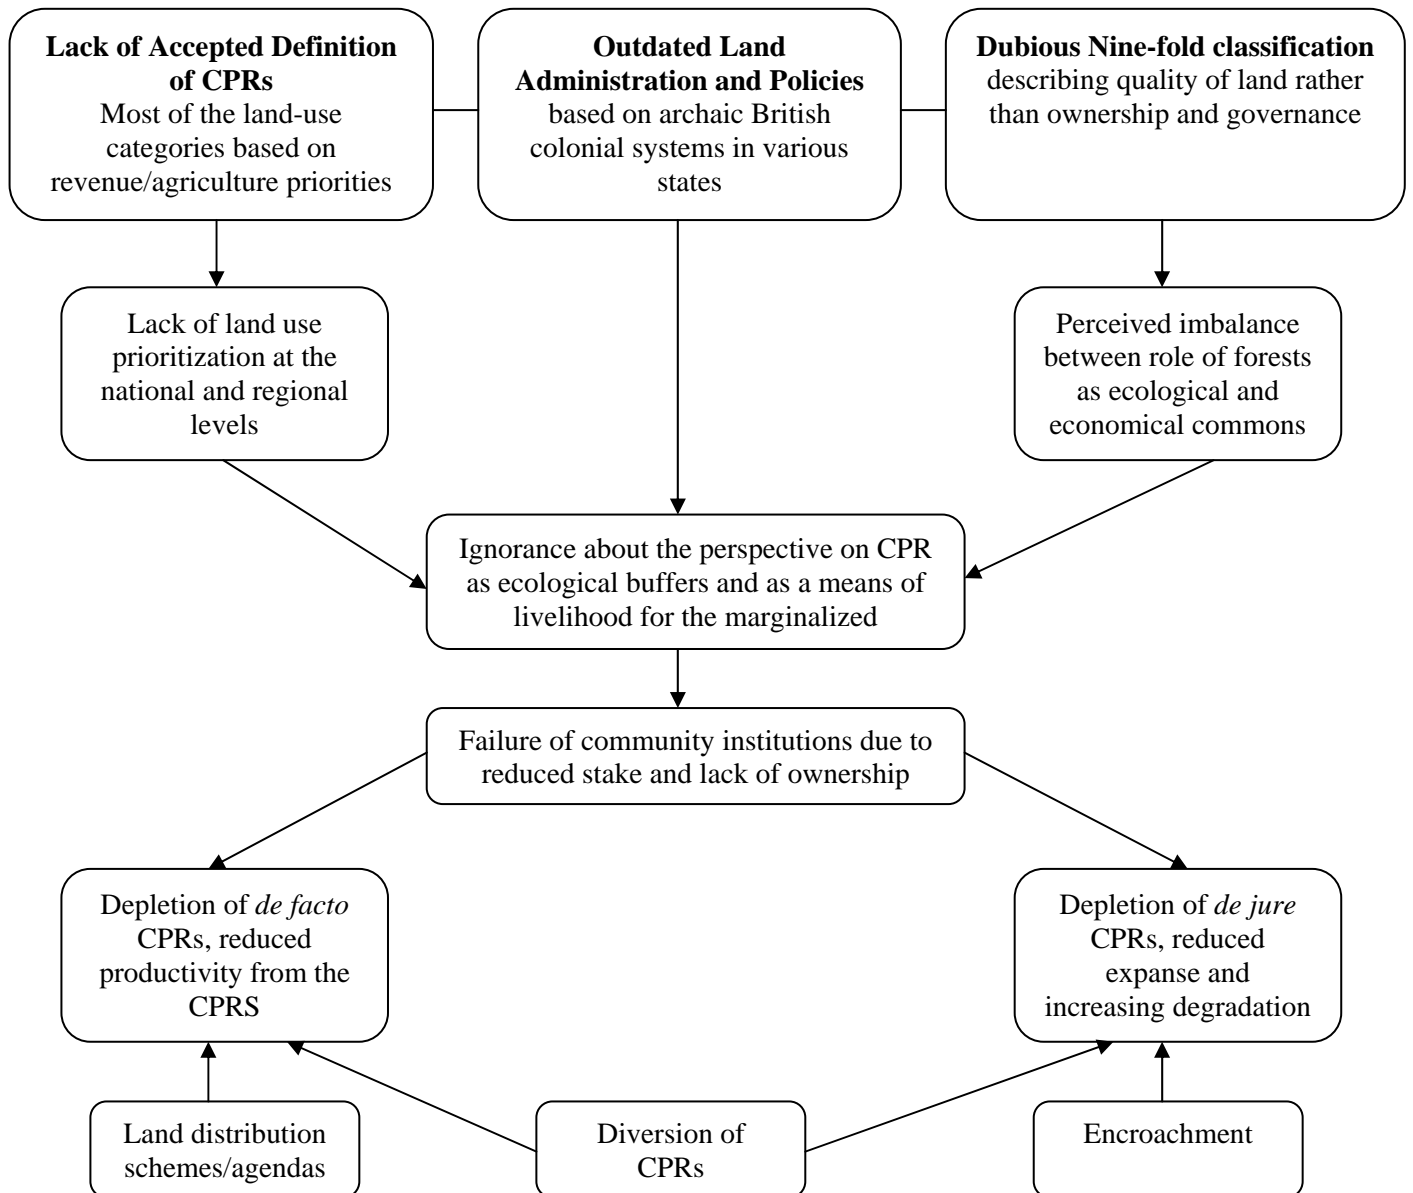 Lack of Accepted Definition
of CPRs
Most of the land-use
categories based on
revenue/agriculture priorities
Outdated Land
Administration and Policies
based on archaic British
colonial systems in various
states
Dubious Nine-fold classification
describing quality of land rather
than ownership and governance
Lack of land use
prioritization at the
national and regional
levels
Perceived imbalance
between role of forests
as ecological and
economical commons
Ignorance about the perspective on CPR
as ecological buffers and as a means of
livelihood for the marginalized
Failure of community institutions due to
reduced stake and lack of ownership
Depletion of de facto
CPRs, reduced
productivity from the
CPRS
Depletion of de jure
CPRs, reduced
expanse and
increasing degradation
Land distribution
schemes/agendas
Diversion of
CPRs
Encroachment